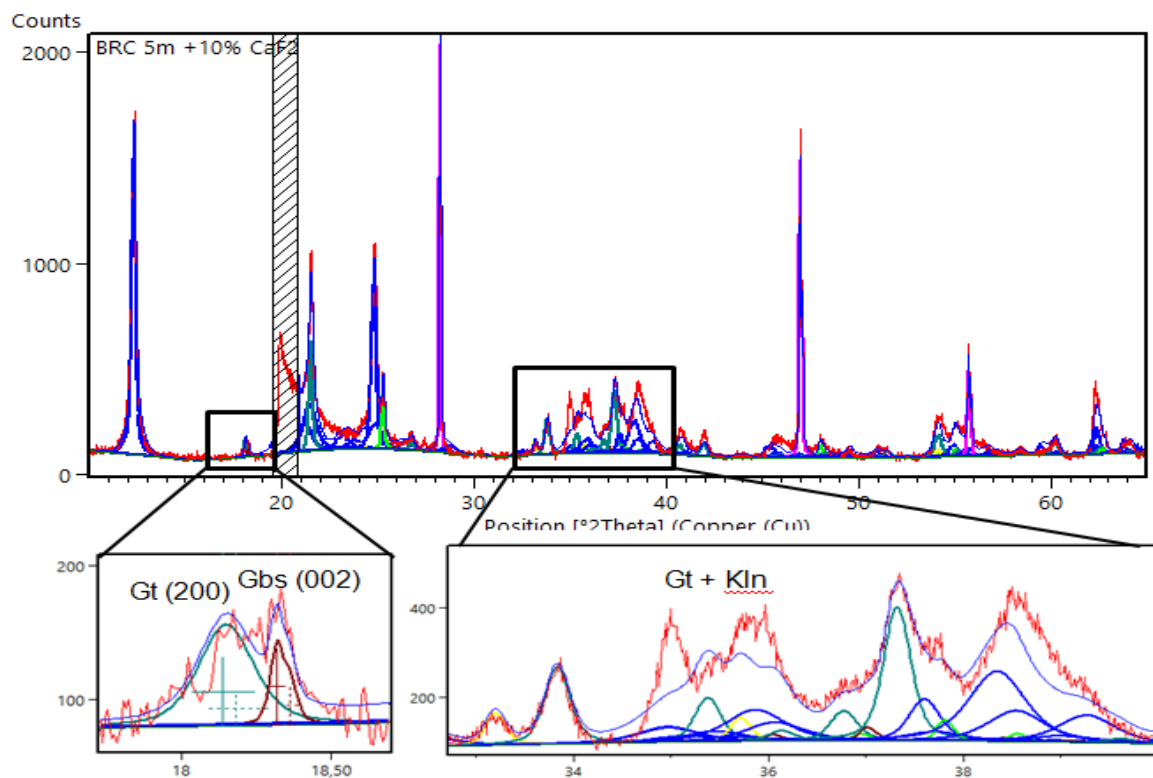 Counts
BRC 5m +10% CaF2
2000
1000
0
20 30 40 50 60
Position [°2Theta] (Copper (Cu))
200
100
Gt (200)
Gbs (002)
18 18,50
Gt + Kln
400
200
34 36 38